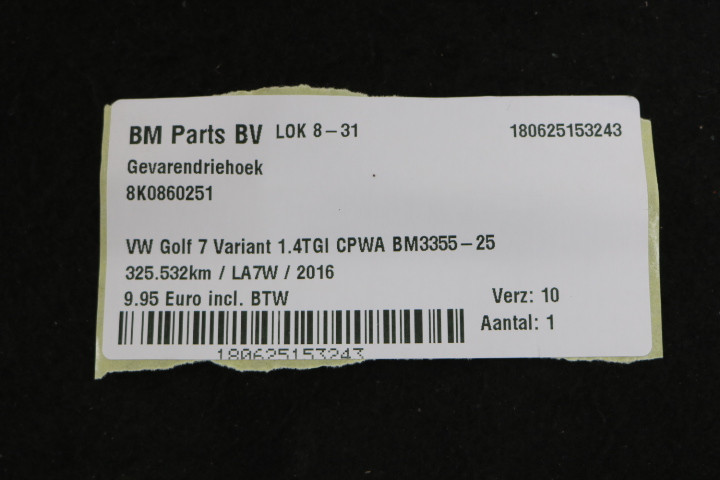 BM Parts BV LOK 8-31 180625153243
Gevarendriehoek
8K0860251
VW Golf 7 Variant 1.4TGI CPWA BM3355-25
325.532km / LA7W / 2016
9.95 Euro incl. BTW Verz: 10
Aantal: 1
180625153243